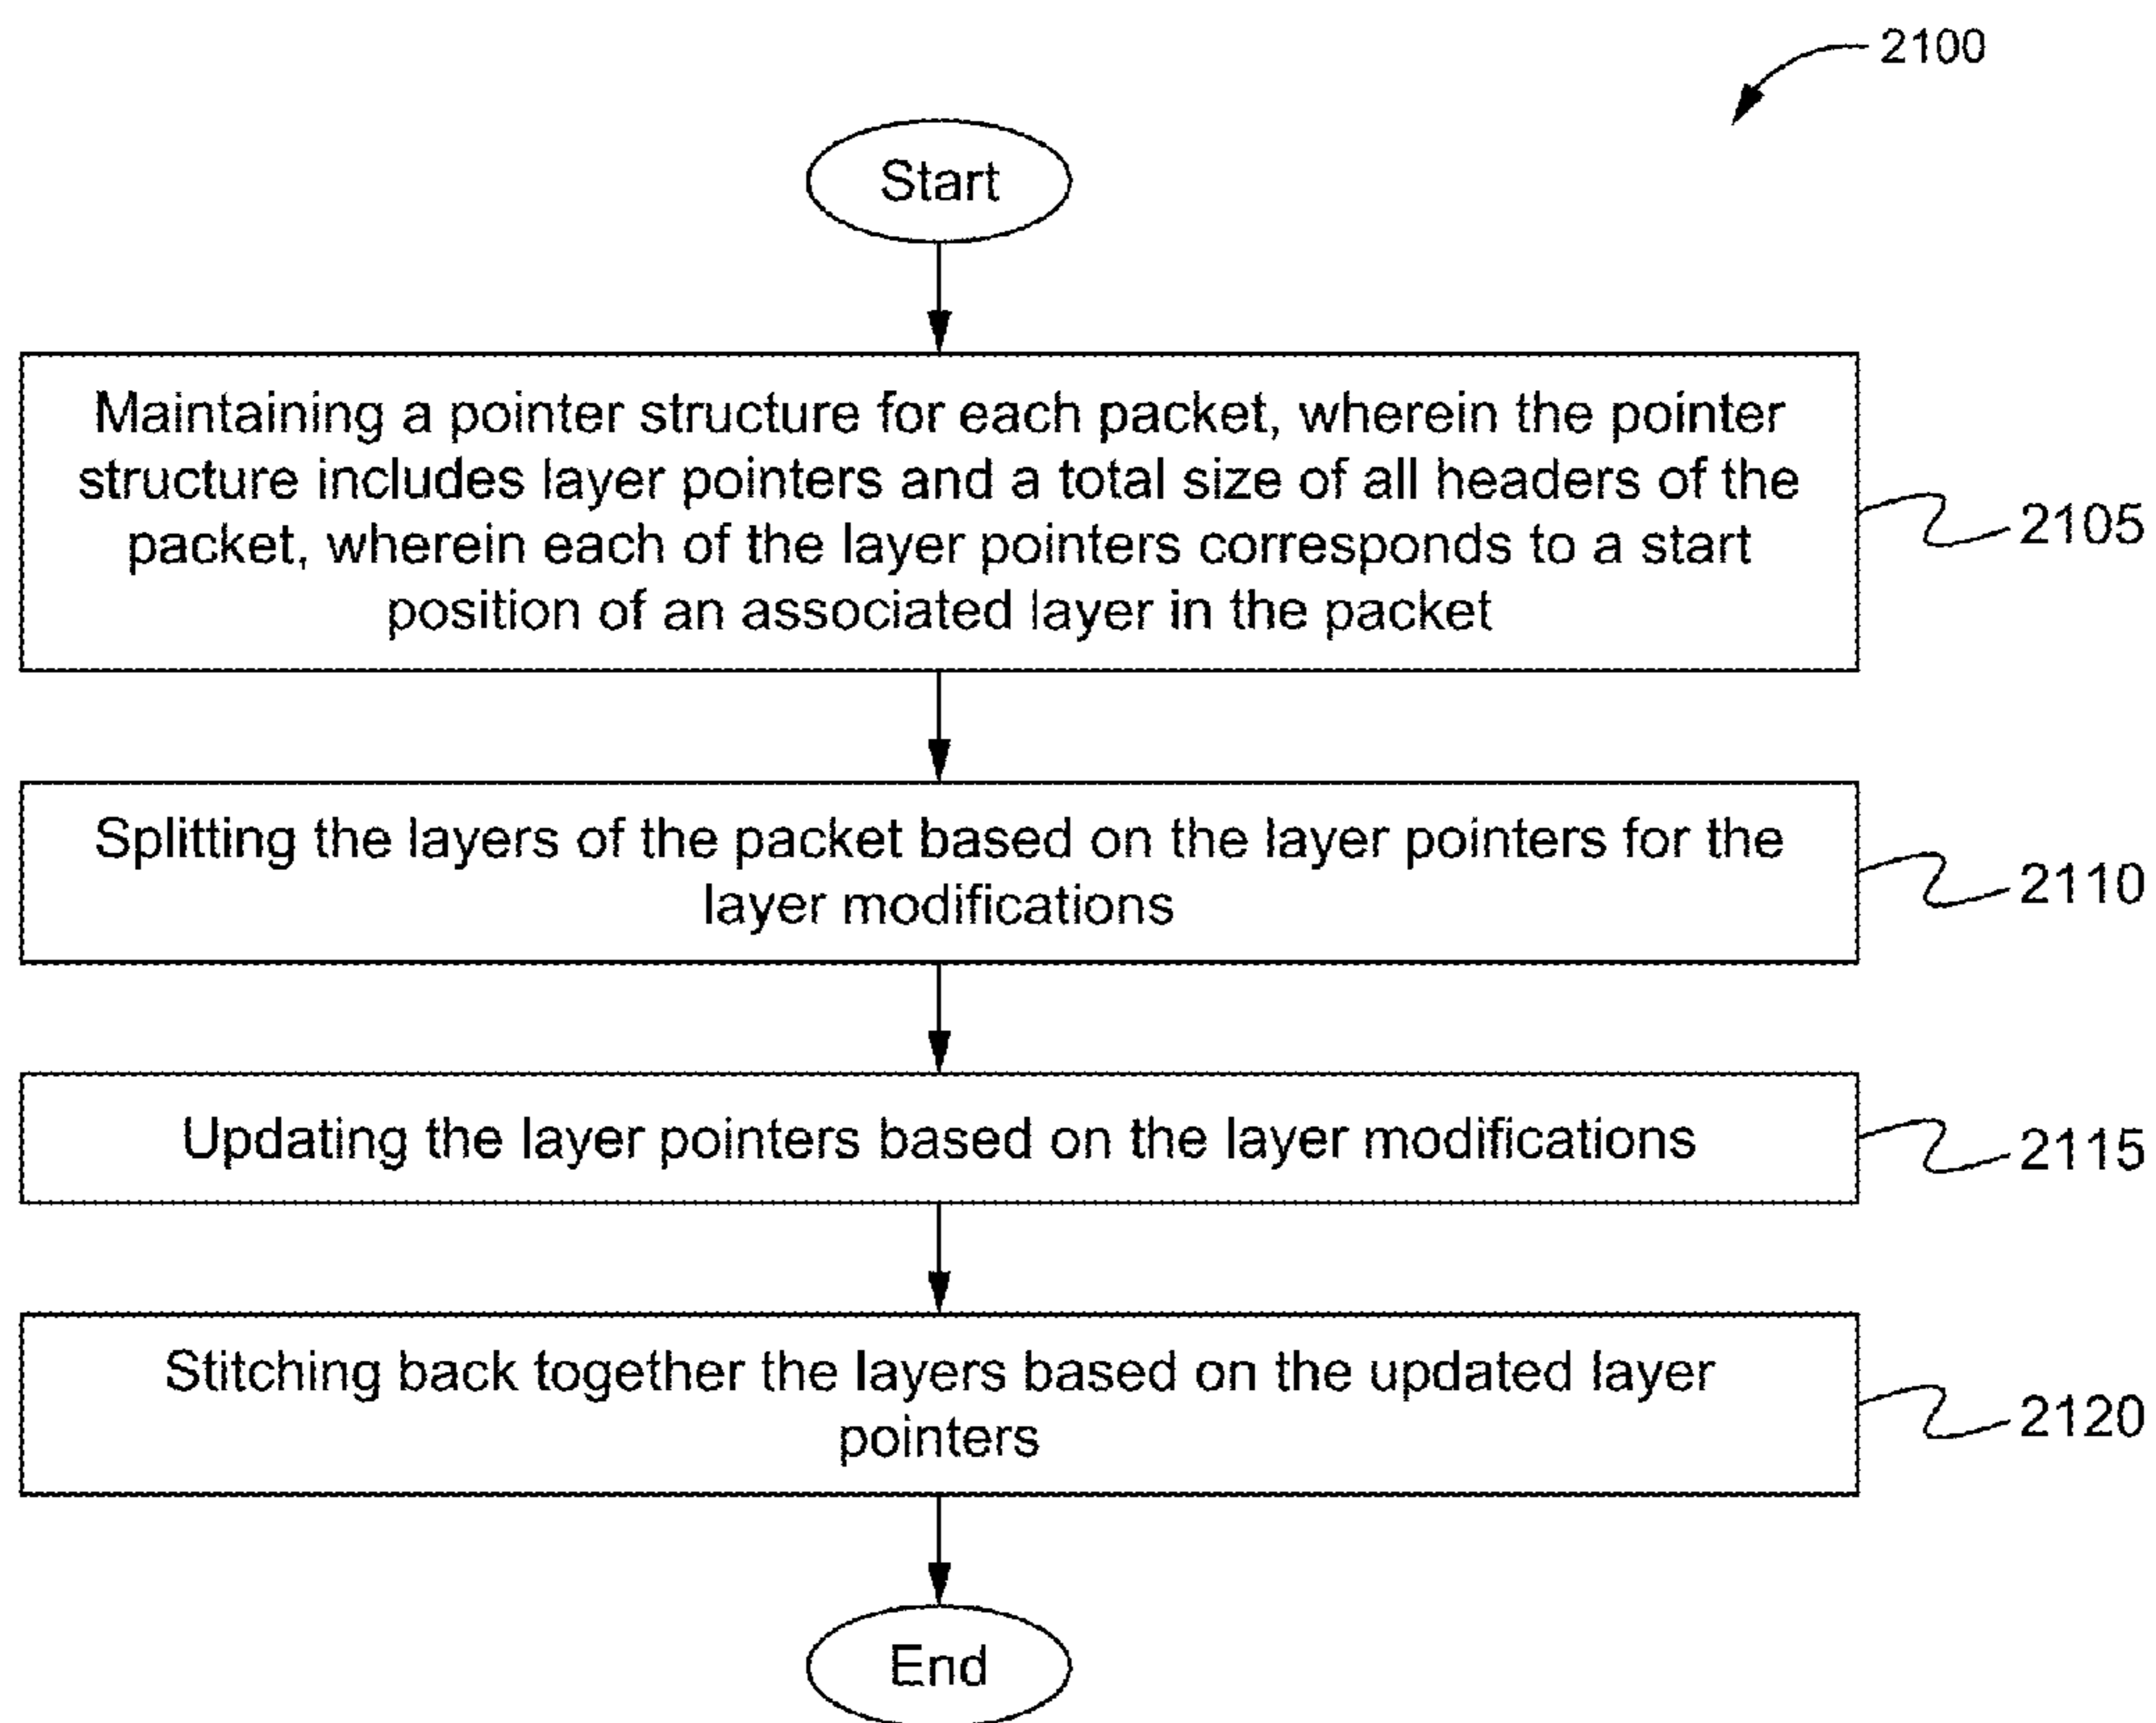 2100
Start
Maintaining a pointer structure for each packet, wherein the pointer
structure includes layer pointers and a total size of all headers of the
packet, wherein each of the layer pointers corresponds to a start
position of an associated layer in the packet
2105
Splitting the layers of the packet based on the layer pointers for the
layer modifications
2110
Updating the layer pointers based on the layer modifications
2115
Stitching back together the layers based on the updated layer
pointers
2120
End